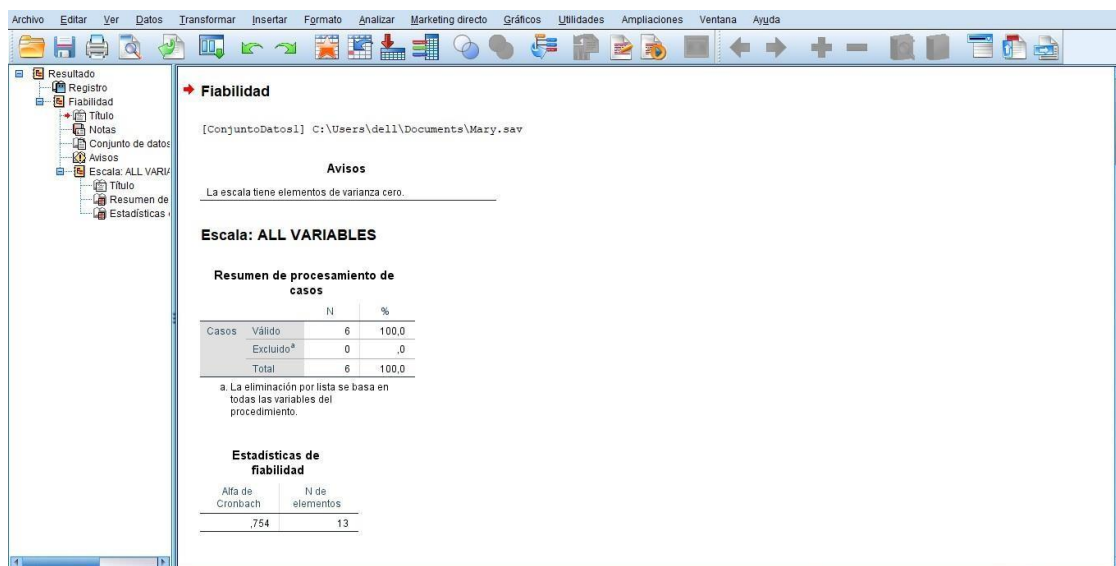 Archivo Editar Ver Datos Transformar Insertar Formato Analizar Marketing directo Gráficos Utilidades Ampliaciones Ventana Ayuda
Resultado
Registro
Fiabilidad
Título
Notas
Conjunto de datos
Avisos
Escala: ALL VARIA
Título
Resumen de
Estadísticas
Fiabilidad
[ConjuntoDatos1] C:\Users\dell\Documents\Mary.sav
Avisos
La escala tiene elementos de varianza cero.
Escala: ALL VARIABLES
Resumen de procesamiento de
casos
N %
Casos Válido 6 100,0
Excluido^a 0 ,0
Total 6 100,0
a. La eliminación por lista se basa en
todas las variables del
procedimiento.
Estadísticas de
fiabilidad
Alfa de N de
Cronbach elementos
,754 13